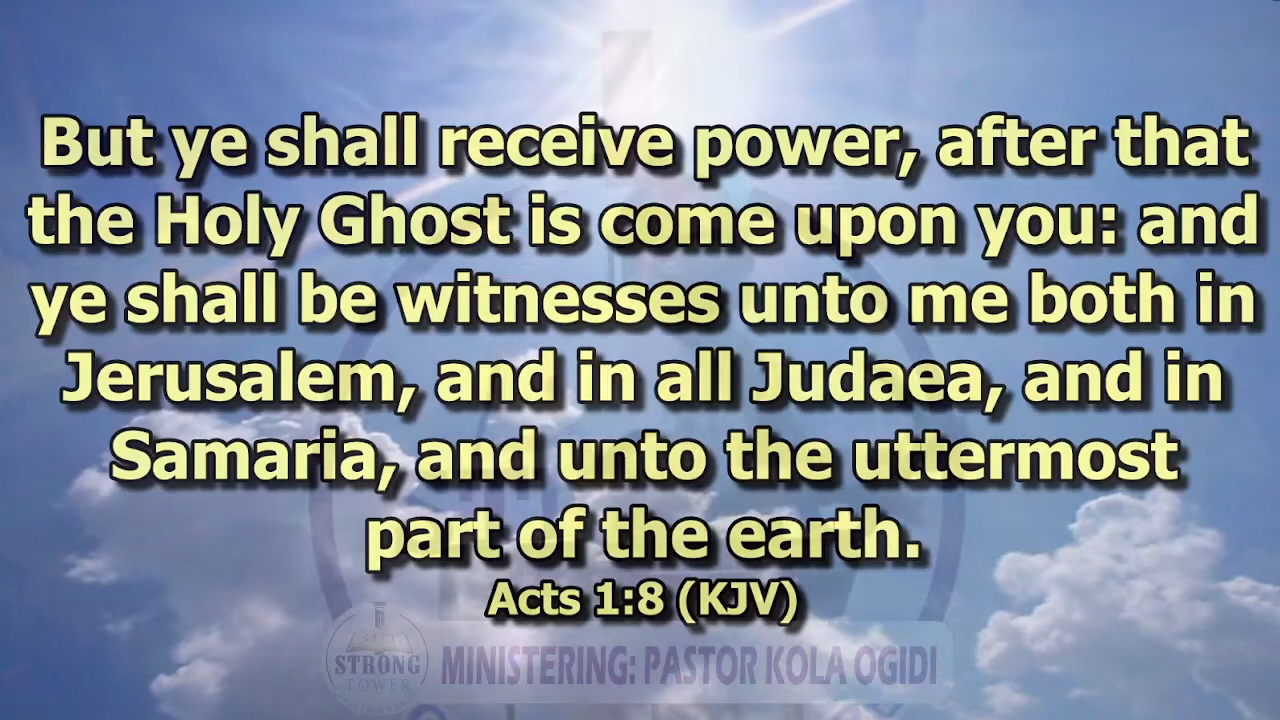 But ye shall receive power, after that
the Holy Ghost is come upon you: and
ye shall be witnesses unto me both in
Jerusalem, and in all Judaea, and in
Samaria, and unto the uttermost
part of the earth.
Acts 1:8 (KJV)
STRONG
TOWER
MINISTERING: PASTOR KOLA OGIDI